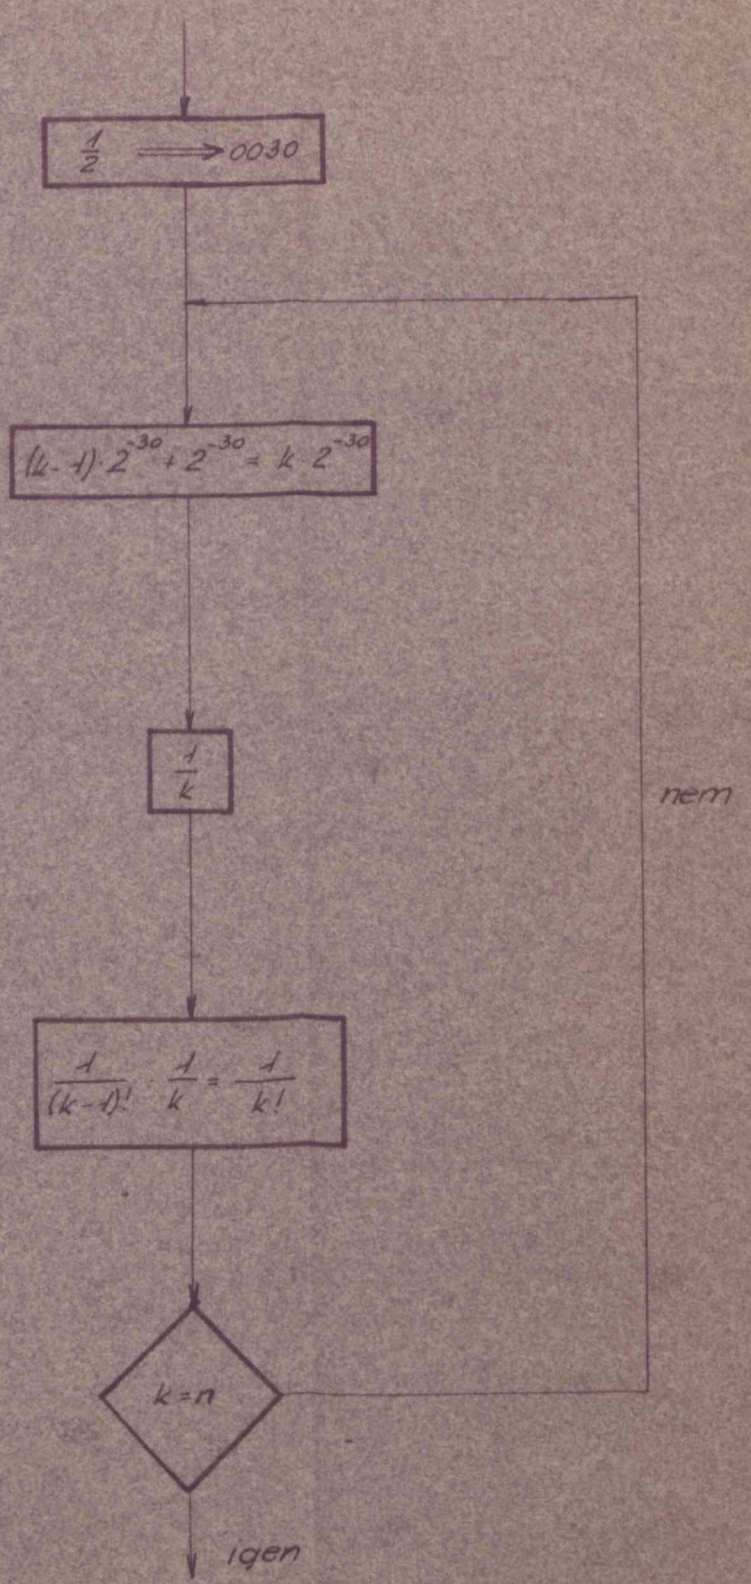 1/2 ⟹ 0030
(k-1)·2^-30 + 2^-30 = k·2^-30
1/k
nem
1/(k-1)! · 1/k = 1/k!
k=n
igen